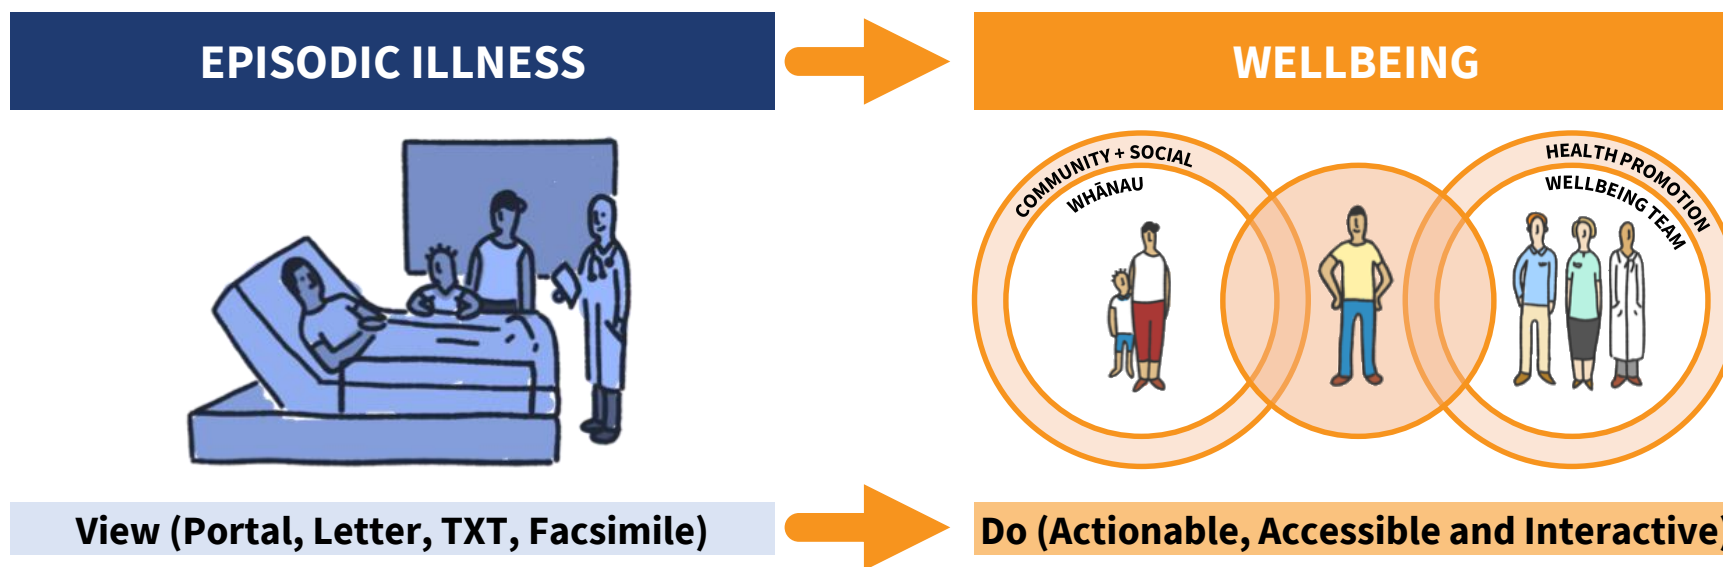 EPISODIC ILLNESS
WELLBEING
COMMUNITY + SOCIAL
WHĀNAU
HEALTH PROMOTION
WELLBEING TEAM
View (Portal, Letter, TXT, Facsimile)
Do (Actionable, Accessible and Interactive)